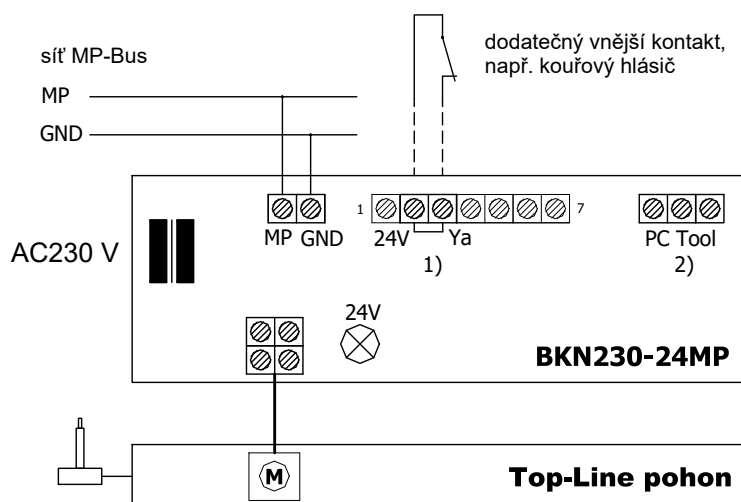 síť MP-Bus
dodatečný vnější kontakt,
např. kouřový hlásič
MP
GND
AC230 V
MP GND
1
7
24V
Ya
1)
PC Tool
2)
24V
BKN230-24MP
M
Top-Line pohon